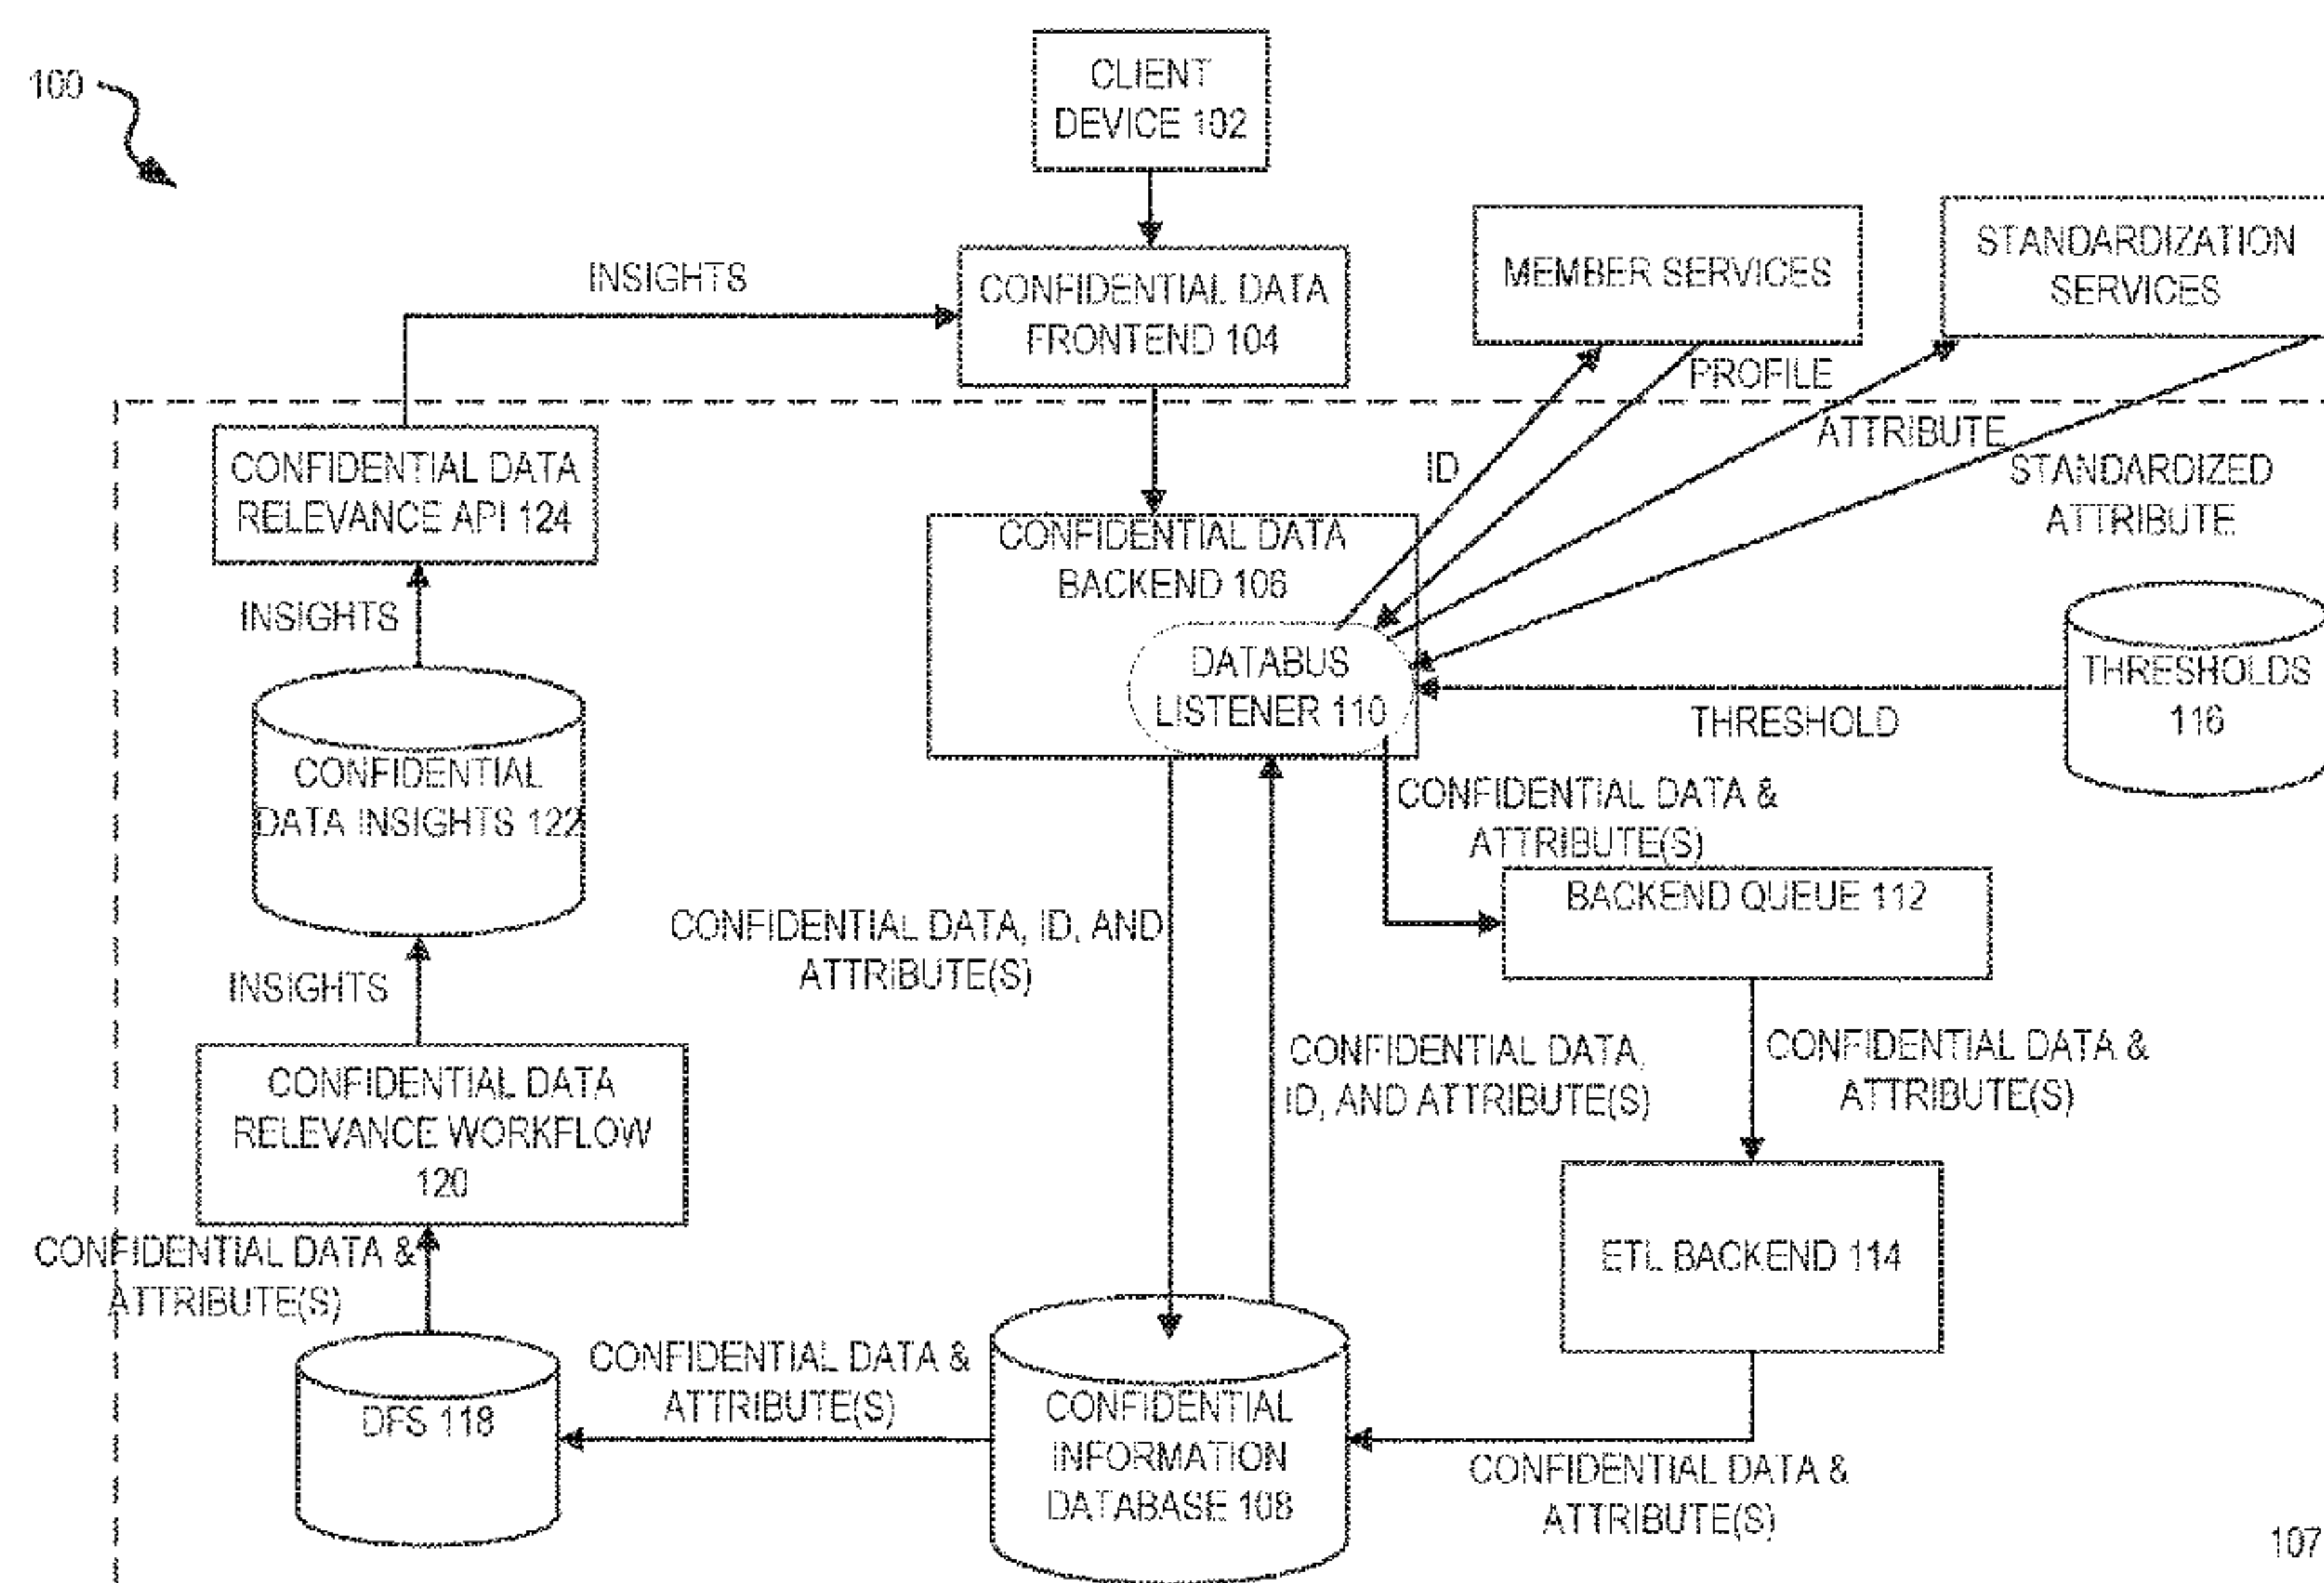 100
CLIENT
DEVICE 102
INSIGHTS
CONFIDENTIAL DATA
FRONTEND 104
MEMBER SERVICES
STANDARDIZATION
SERVICES
PROFILE
ATTRIBUTE
ID
STANDARDIZED
ATTRIBUTE
CONFIDENTIAL DATA
RELEVANCE API 124
CONFIDENTIAL DATA
BACKEND 106
INSIGHTS
DATABUS
LISTENER 110
THRESHOLD
THRESHOLDS
116
CONFIDENTIAL
DATA INSIGHTS 122
CONFIDENTIAL DATA &
ATTRIBUTE(S)
BACKEND QUEUE 112
CONFIDENTIAL DATA, ID, AND
ATTRIBUTE(S)
INSIGHTS
CONFIDENTIAL DATA,
ID, AND ATTRIBUTE(S)
CONFIDENTIAL DATA &
ATTRIBUTE(S)
CONFIDENTIAL DATA
RELEVANCE WORKFLOW
120
CONFIDENTIAL DATA &
ATTRIBUTE(S)
ETL BACKEND 114
DFS 118
CONFIDENTIAL DATA &
ATTRIBUTE(S)
CONFIDENTIAL
INFORMATION
DATABASE 108
CONFIDENTIAL DATA &
ATTRIBUTE(S)
107